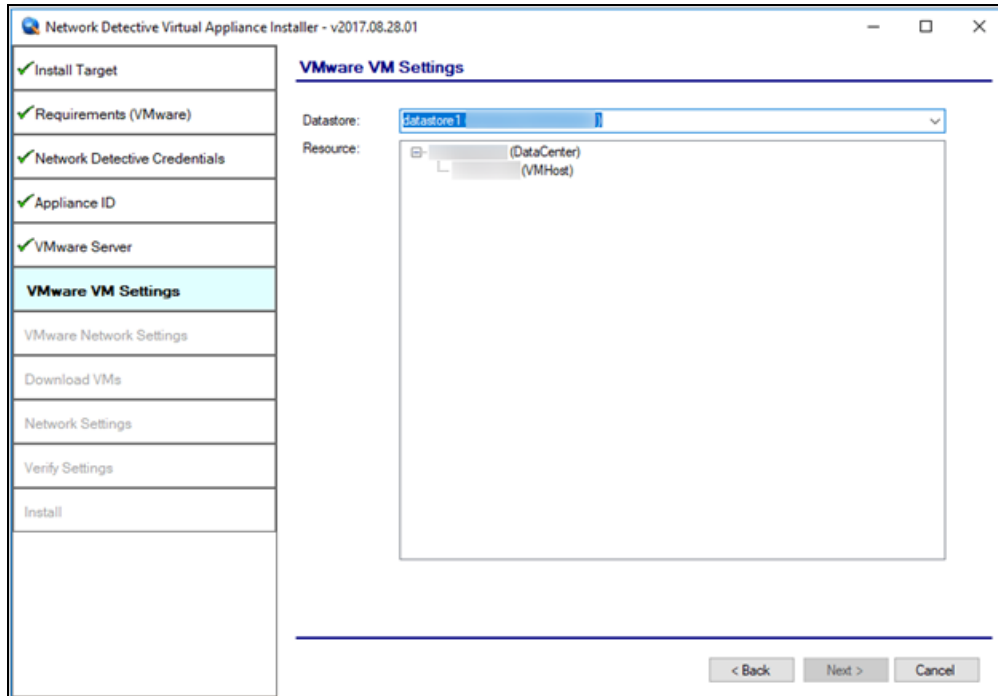 Network Detective Virtual Appliance Installer - v2017.08.28.01
Install Target
Requirements (VMware)
Network Detective Credentials
Appliance ID
VMware Server
VMware VM Settings
VMware Network Settings
Download VMs
Network Settings
Verify Settings
Install
VMware VM Settings
Datastore:
datastore1 ( )
Resource:
(DataCenter)
(VMHost)
< Back
Next >
Cancel